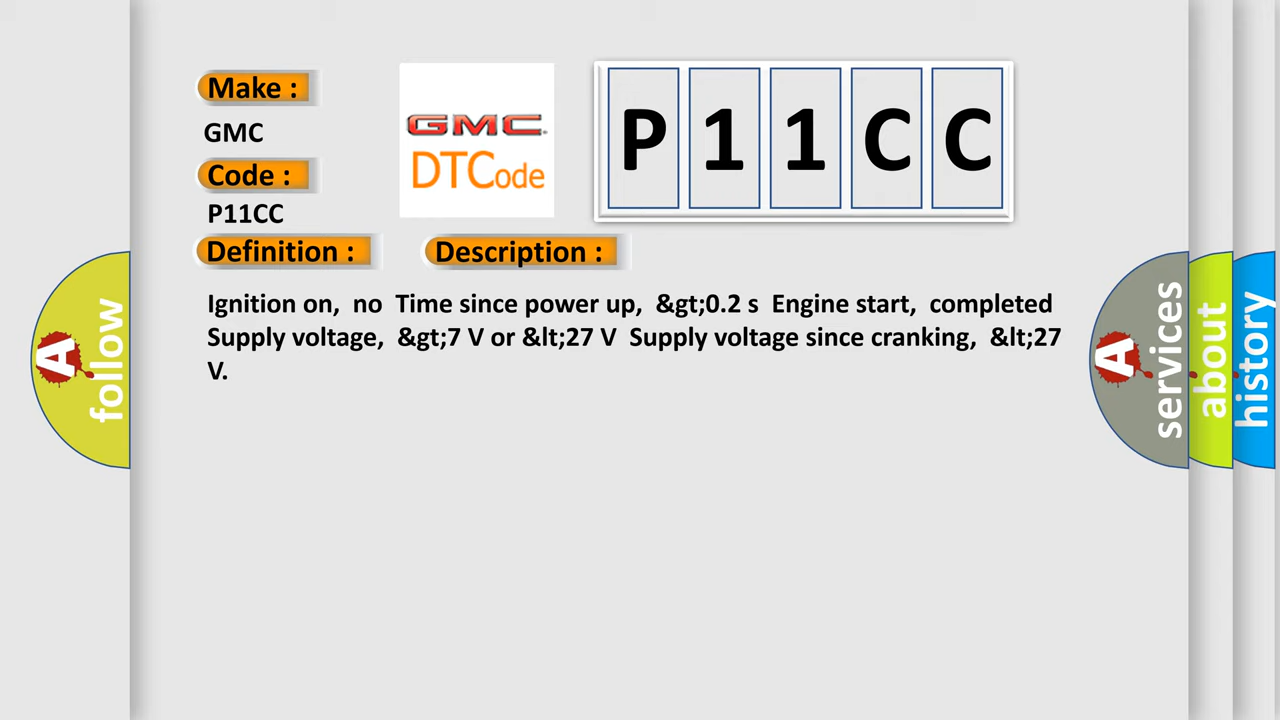 Make :
GMC
Code :
P11CC
Definition :
Description :
GMC
DTCode
P11CC
Ignition on,  no  Time since power up,  &gt;0.2 s  Engine start,  completed
Supply voltage,  &gt;7 V or &lt;27 V  Supply voltage since cranking,  &lt;27
V.
A
follow
A
services
about
history